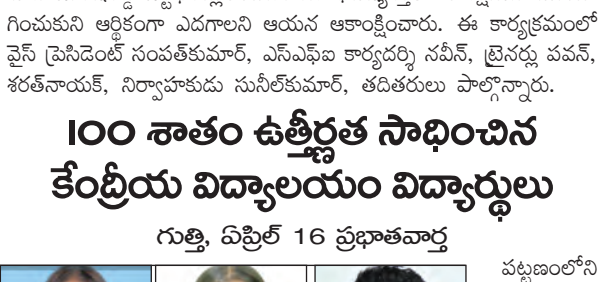 గించుకుని ఆర్థికంగా ఎదగాలని ఆయన ఆకాంక్షించారు. ఈ కార్యక్రమంలో
వైస్ ప్రెసిడెంట్ సంపత్‌కుమార్, ఎస్ఎఫ్ఐ కార్యదర్శి నవీన్, ట్రైనర్లు పవన్,
శరత్‌నాయక్, నిర్వాహకుడు సునీల్‌కుమార్, తదితరులు పాల్గొన్నారు.
100 శాతం ఉత్తీర్ణత సాధించిన
కేంద్రీయ విద్యాలయం విద్యార్థులు
గుత్తి, ఏప్రిల్ 16 ప్రభాతవార్త
పట్టణంలోని